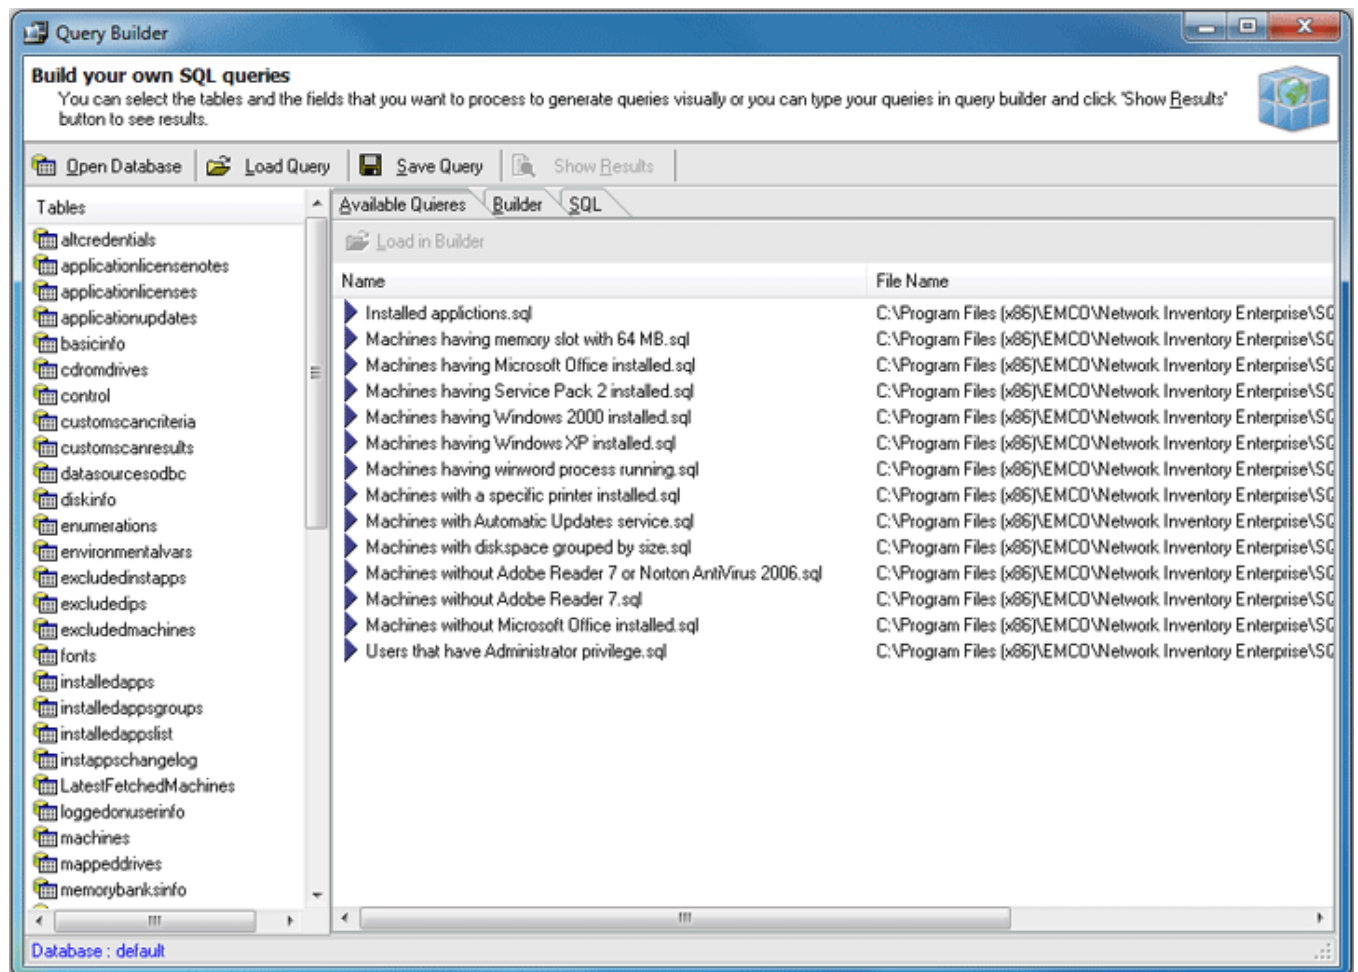 Query Builder
Build your own SQL queries
You can select the tables and the fields that you want to process to generate queries visually or you can type your queries in query builder and click 'Show Results'
button to see results.
Open Database Load Query Save Query Show Results
Tables
altcredentials
applicationlicensenotes
applicationlicenses
applicationupdates
basicinfo
cdromdrives
control
customscancriteria
customscanresults
datasourcesodbc
diskinfo
enumerations
environmentalvars
excludedinstapps
excludedips
excludedmachines
fonts
installedapps
installedappsgroups
installedappslist
instappschangelog
LatestFetchedMachines
loggedonuserinfo
machines
mappeddrives
memorybanksinfo
Available Quieres Builder SQL
Load in Builder
Name File Name
Installed applictions.sql C:\Program Files (x86)\EMCO\Network Inventory Enterprise\SQ
Machines having memory slot with 64 MB.sql C:\Program Files (x86)\EMCO\Network Inventory Enterprise\SQ
Machines having Microsoft Office installed.sql C:\Program Files (x86)\EMCO\Network Inventory Enterprise\SQ
Machines having Service Pack 2 installed.sql C:\Program Files (x86)\EMCO\Network Inventory Enterprise\SQ
Machines having Windows 2000 installed.sql C:\Program Files (x86)\EMCO\Network Inventory Enterprise\SQ
Machines having Windows XP installed.sql C:\Program Files (x86)\EMCO\Network Inventory Enterprise\SQ
Machines having winword process running.sql C:\Program Files (x86)\EMCO\Network Inventory Enterprise\SQ
Machines with a specific printer installed.sql C:\Program Files (x86)\EMCO\Network Inventory Enterprise\SQ
Machines with Automatic Updates service.sql C:\Program Files (x86)\EMCO\Network Inventory Enterprise\SQ
Machines with diskspace grouped by size.sql C:\Program Files (x86)\EMCO\Network Inventory Enterprise\SQ
Machines without Adobe Reader 7 or Norton AntiVirus 2006.sql C:\Program Files (x86)\EMCO\Network Inventory Enterprise\SQ
Machines without Adobe Reader 7.sql C:\Program Files (x86)\EMCO\Network Inventory Enterprise\SQ
Machines without Microsoft Office installed.sql C:\Program Files (x86)\EMCO\Network Inventory Enterprise\SQ
Users that have Administrator privilege.sql C:\Program Files (x86)\EMCO\Network Inventory Enterprise\SQ
Database : default